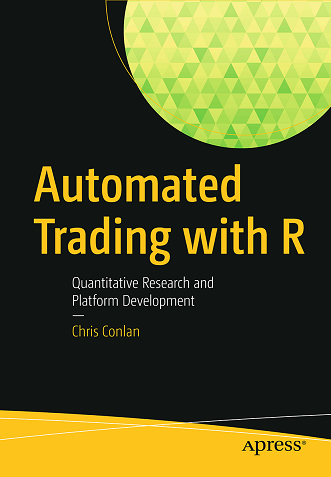 Automated
Trading with R
Quantitative Research and
Platform Development
—
Chris Conlan
Apress®